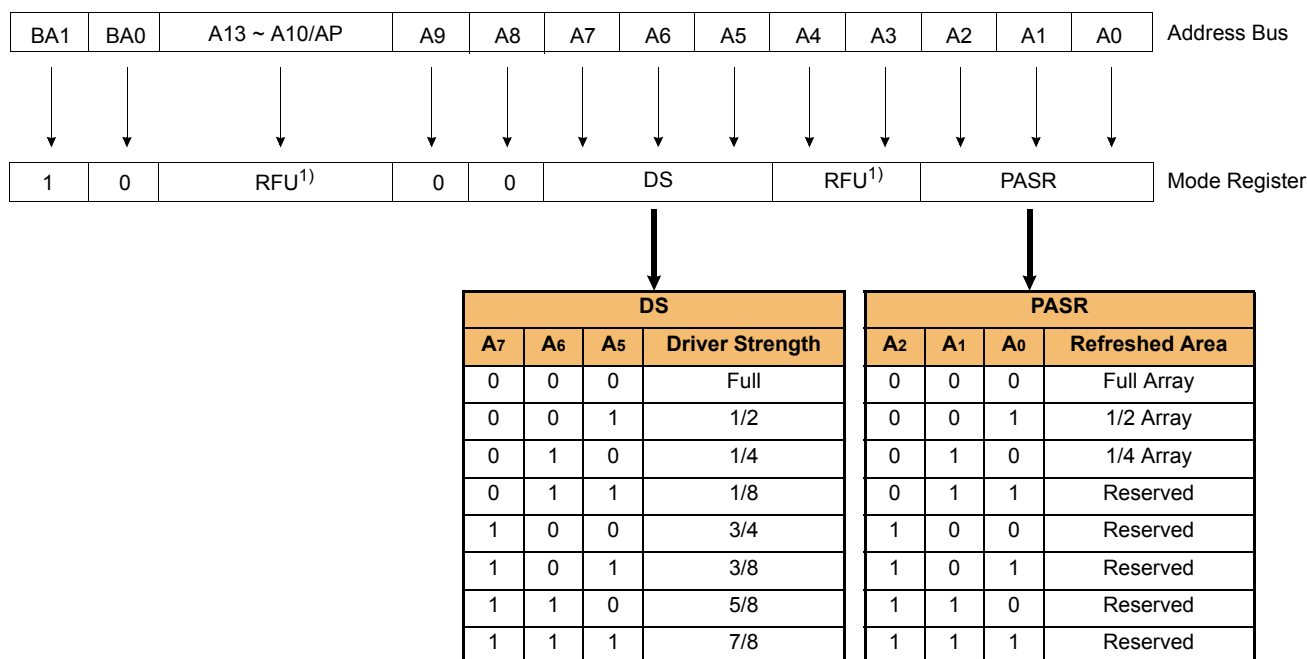 BA1 BA0 A13 ~ A10/AP A9 A8 A7 A6 A5 A4 A3 A2 A1 A0 Address Bus
1 0 RFU1) 0 0 DS RFU1) PASR Mode Register
DS
A7 A6 A5 Driver Strength
0 0 0 Full
0 0 1 1/2
0 1 0 1/4
0 1 1 1/8
1 0 0 3/4
1 0 1 3/8
1 1 0 5/8
1 1 1 7/8
PASR
A2 A1 A0 Refreshed Area
0 0 0 Full Array
0 0 1 1/2 Array
0 1 0 1/4 Array
0 1 1 Reserved
1 0 0 Reserved
1 0 1 Reserved
1 1 0 Reserved
1 1 1 Reserved